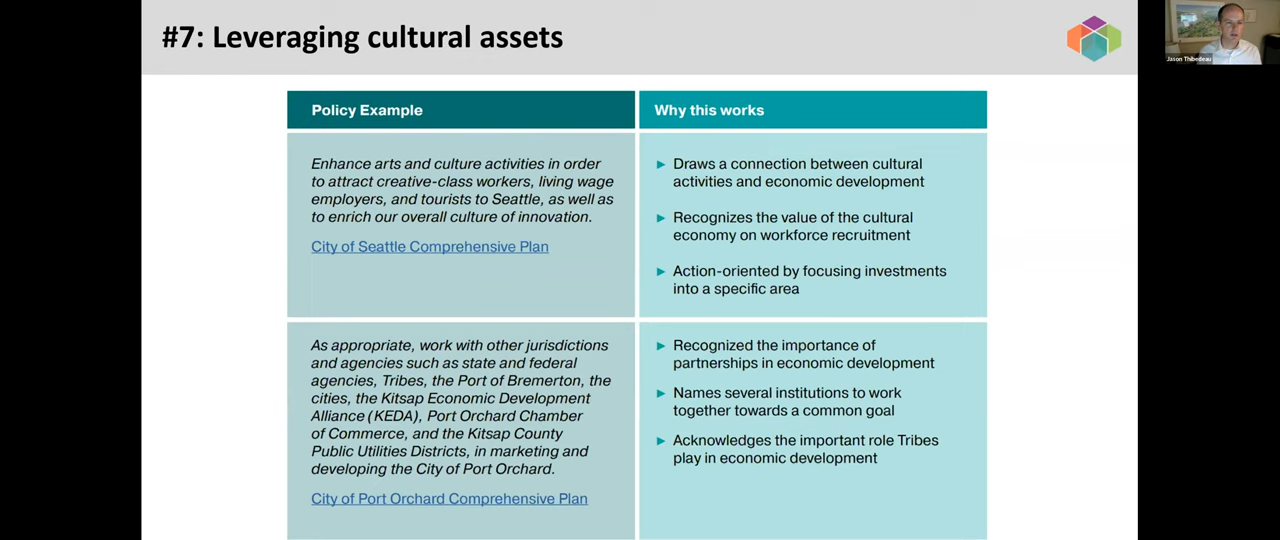 #7: Leveraging cultural assets
Jason Thibedeau
Policy Example
Why this works
Enhance arts and culture activities in order
to attract creative-class workers, living wage
employers, and tourists to Seattle, as well as
to enrich our overall culture of innovation.
City of Seattle Comprehensive Plan
► Draws a connection between cultural
activities and economic development
► Recognizes the value of the cultural
economy on workforce recruitment
► Action-oriented by focusing investments
into a specific area
As appropriate, work with other jurisdictions
and agencies such as state and federal
agencies, Tribes, the Port of Bremerton, the
cities, the Kitsap Economic Development
Alliance (KEDA), Port Orchard Chamber
of Commerce, and the Kitsap County
Public Utilities Districts, in marketing and
developing the City of Port Orchard.
City of Port Orchard Comprehensive Plan
► Recognized the importance of
partnerships in economic development
► Names several institutions to work
together towards a common goal
► Acknowledges the important role Tribes
play in economic development